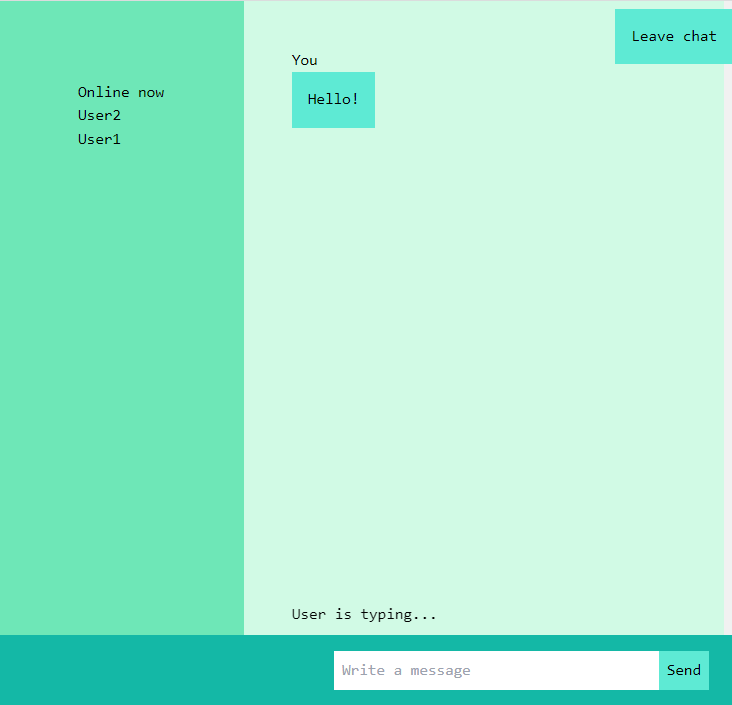 Leave chat
Online now
User2
User1
You
Hello!
User is typing...
Write a message
Send